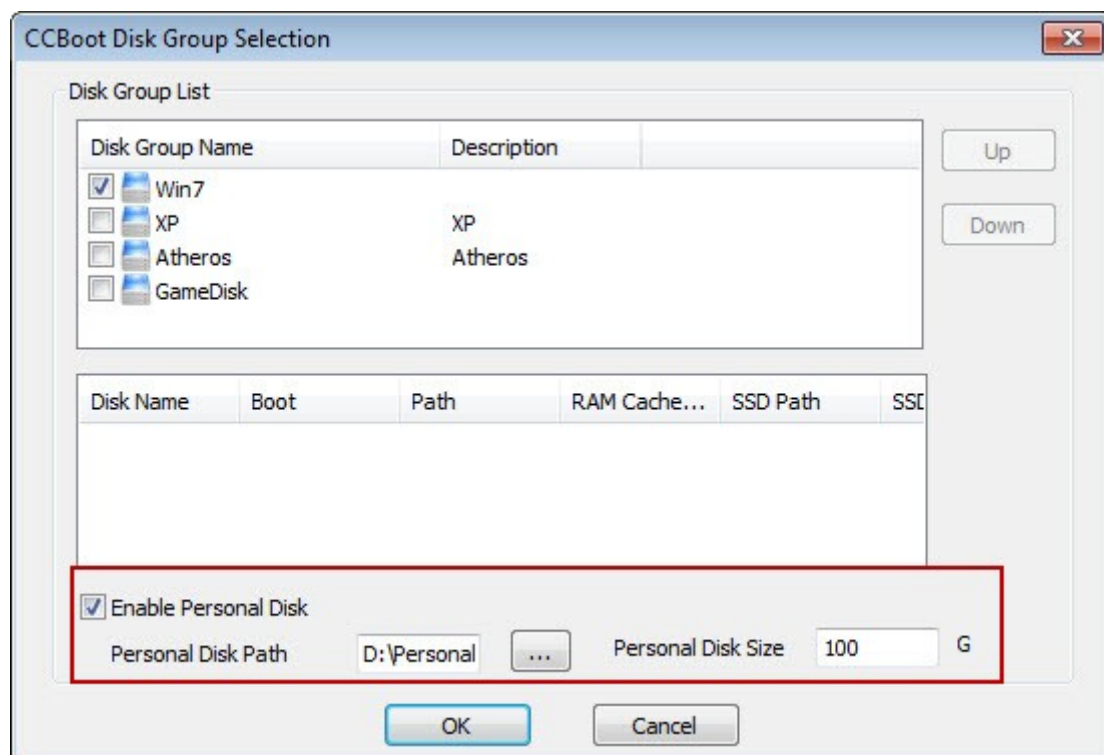 CCBoot Disk Group Selection
Disk Group List
Disk Group Name Description
Up
Win7
XP XP
Down
Atheros Atheros
GameDisk
Disk Name Boot Path RAM Cache... SSD Path SSD
Enable Personal Disk
Personal Disk Path D:\Personal ... Personal Disk Size 100 G
OK Cancel